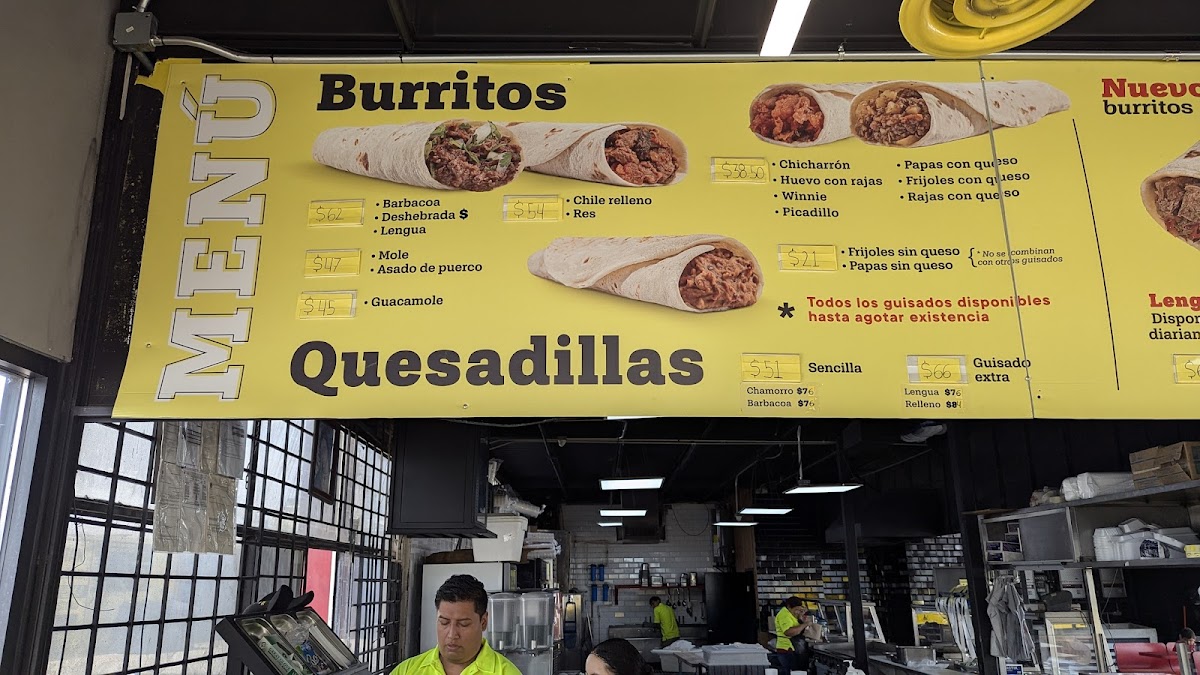 MENÚ
Burritos
$62
• Barbacoa
• Deshebrada $
• Lengua
$54
• Chile relleno
• Res
$47
• Mole
• Asado de puerco
$45
• Guacamole
$38.50
• Chicharrón
• Huevo con rajas
• Winnie
• Picadillo
• Papas con queso
• Frijoles con queso
• Rajas con queso
$21
• Frijoles sin queso
• Papas sin queso
{ * No se combinan
con otros guisados
* Todos los guisados disponibles
hasta agotar existencia
Quesadillas
$51 Sencilla
Chamorro $76
Barbacoa $76
$66 Guisado
extra
Lengua $76
Relleno $84
Nuevo
burritos
Leng
Dispon
diarian